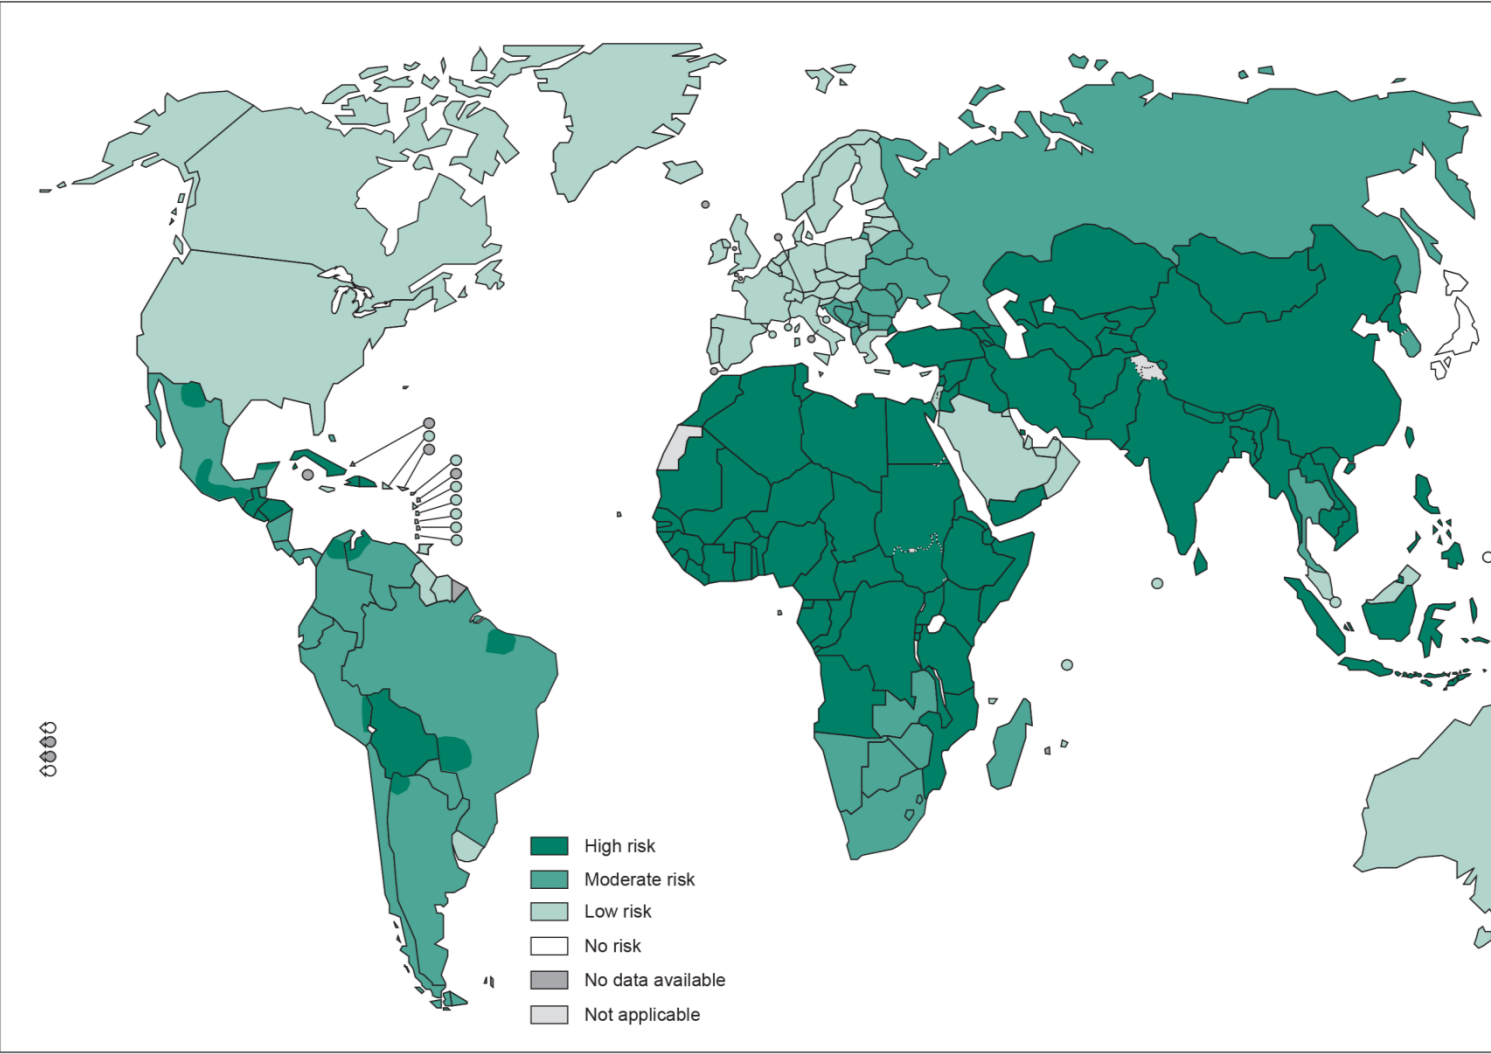 High risk
Moderate risk
Low risk
No risk
No data available
Not applicable